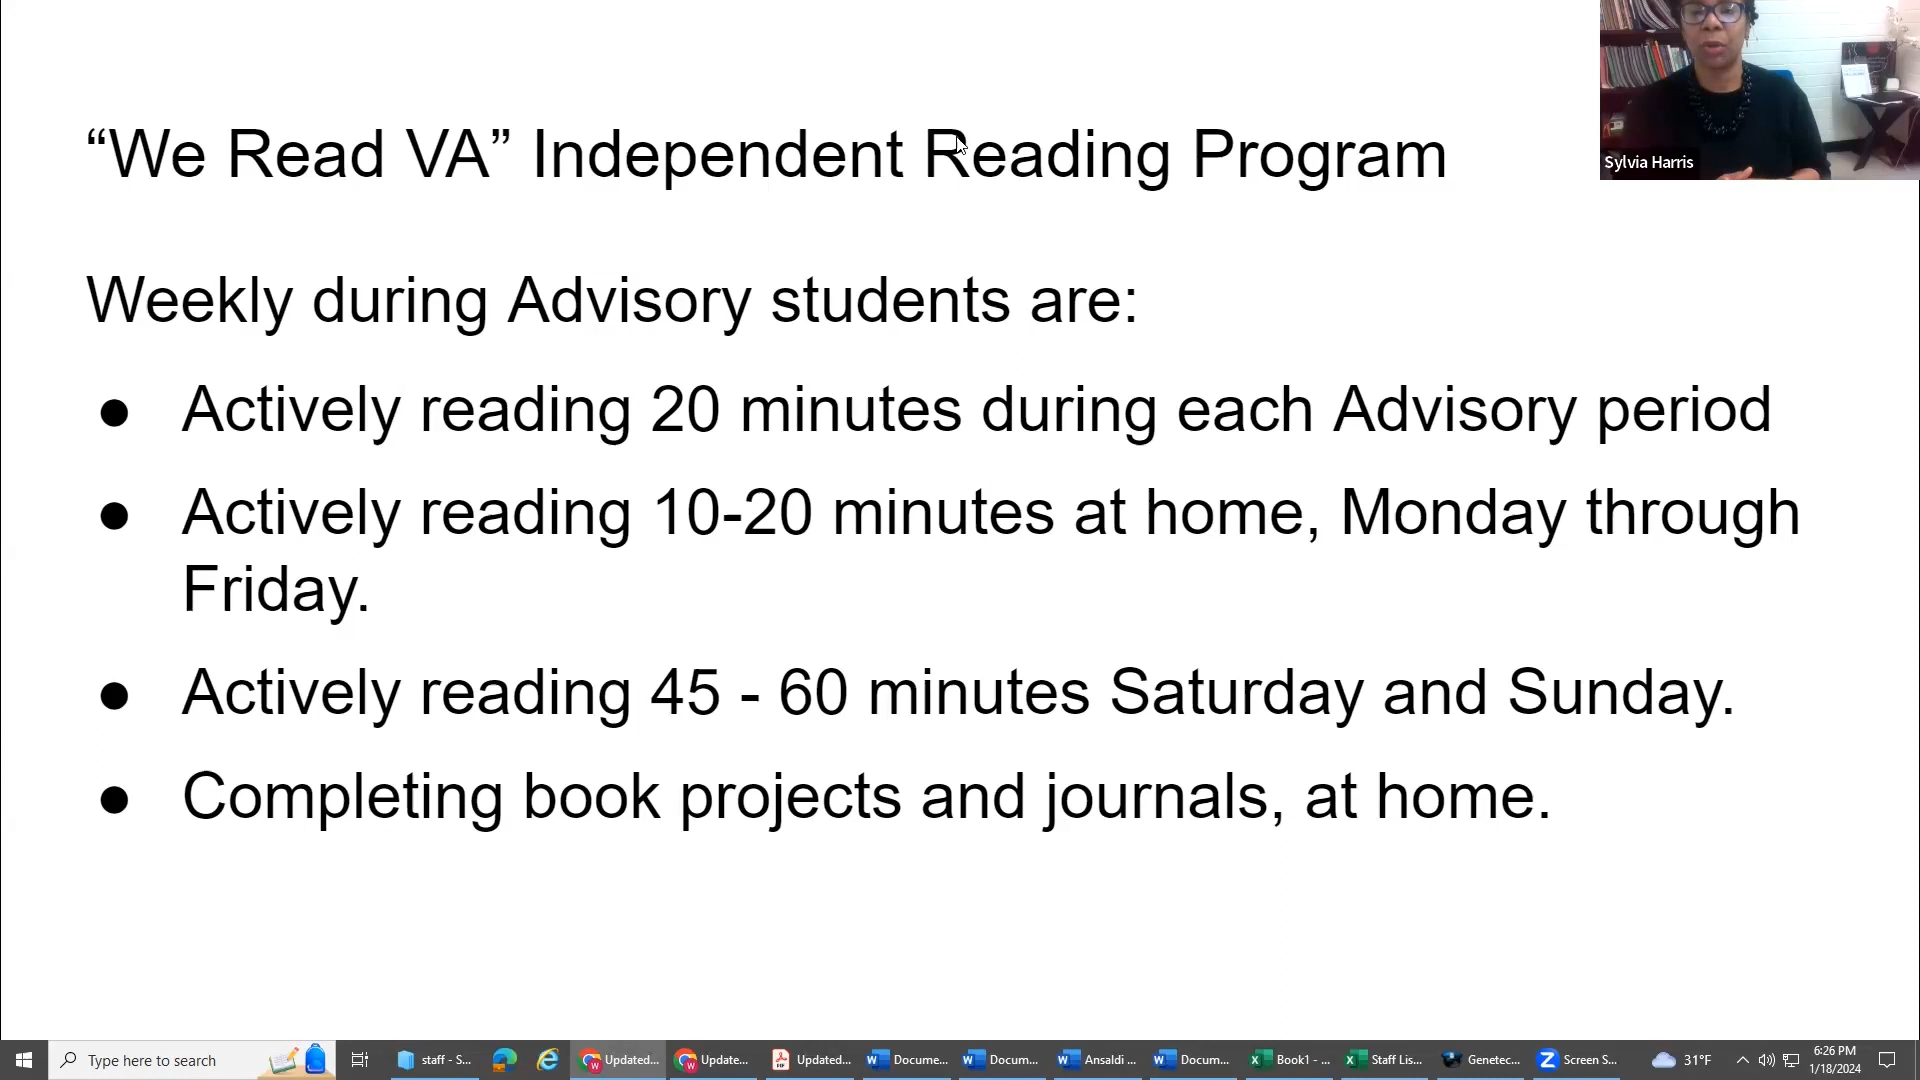 “We Read VA” Independent Reading Program
Sylvia Harris
Weekly during Advisory students are:
● Actively reading 20 minutes during each Advisory period
● Actively reading 10-20 minutes at home, Monday through
Friday.
● Actively reading 45 - 60 minutes Saturday and Sunday.
● Completing book projects and journals, at home.
Type here to search
staff - S...
Updated...
Update...
Updated...
Docume...
Docum...
Ansaldi ...
Docum...
Book1 - ...
Staff Lis...
Genetec...
Screen S...
31°F
6:26 PM
1/18/2024